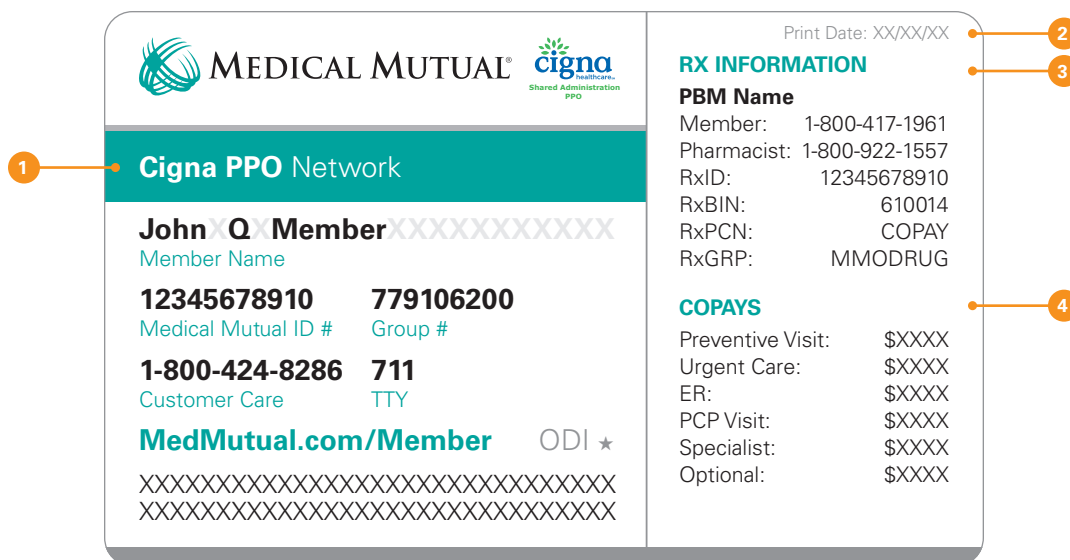 MEDICAL MUTUAL®
cigna
healthcare
Shared Administration
PPO
1
Cigna PPO Network
JohnXQXMemberXXXXXXXXXXX
Member Name
12345678910 779106200
Medical Mutual ID # Group #
1-800-424-8286 711
Customer Care TTY
MedMutual.com/Member ODI ★
XXXXXXXXXXXXXXXXXXXXXXXXXXXXXXX
XXXXXXXXXXXXXXXXXXXXXXXXXXXXXXX
Print Date: XX/XX/XX
2
RX INFORMATION
3
PBM Name
Member: 1-800-417-1961
Pharmacist: 1-800-922-1557
RxID: 12345678910
RxBIN: 610014
RxPCN: COPAY
RxGRP: MMODRUG
COPAYS
4
Preventive Visit: $XXXX
Urgent Care: $XXXX
ER: $XXXX
PCP Visit: $XXXX
Specialist: $XXXX
Optional: $XXXX